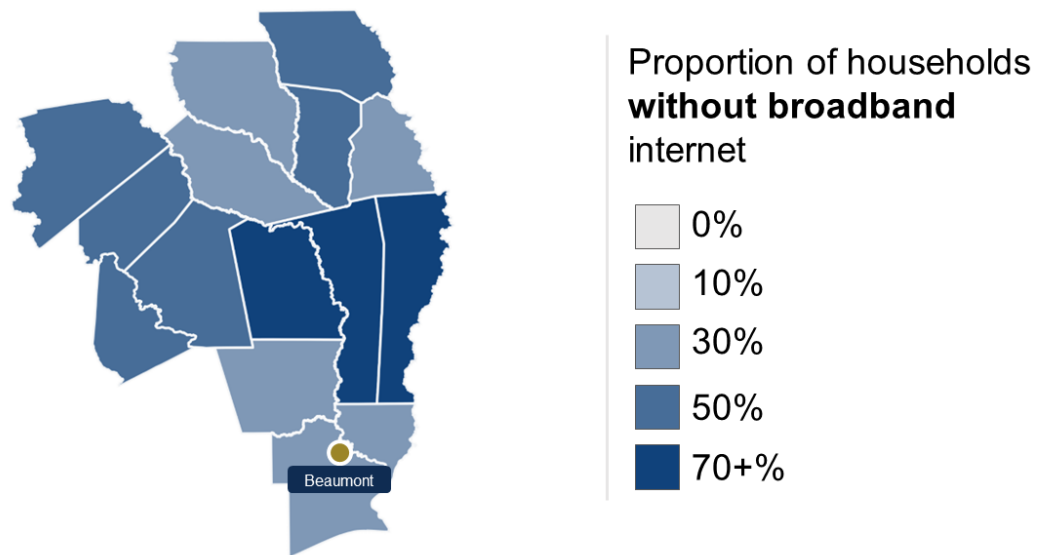 Proportion of households
without broadband
internet
0%
10%
30%
50%
70+%
Beaumont